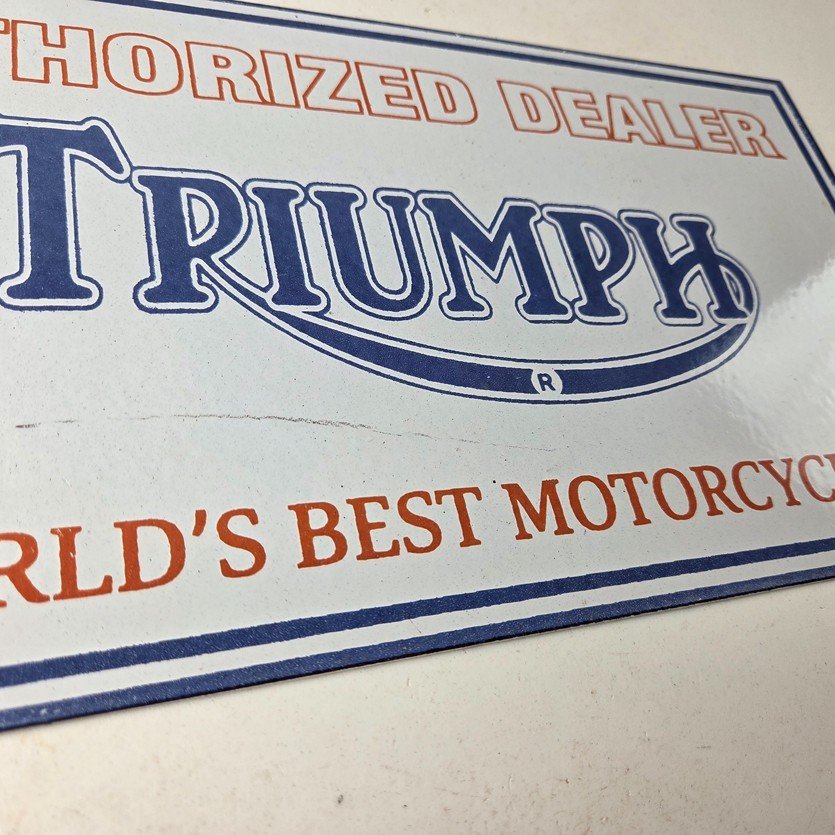 THORIZED DEALER
TRIUMPH
R
RLD'S BEST MOTORCYC